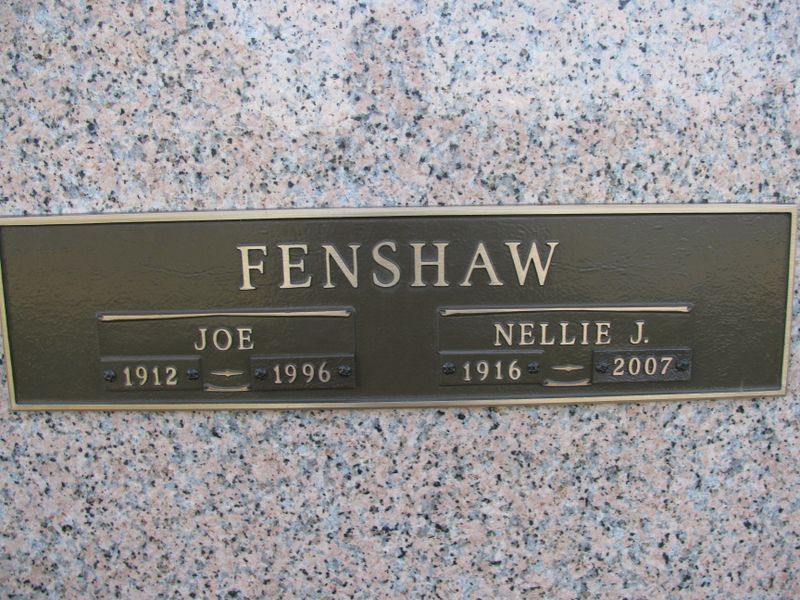 FENSHAW
JOE NELLIE J.
1912 – 1996 1916 – 2007